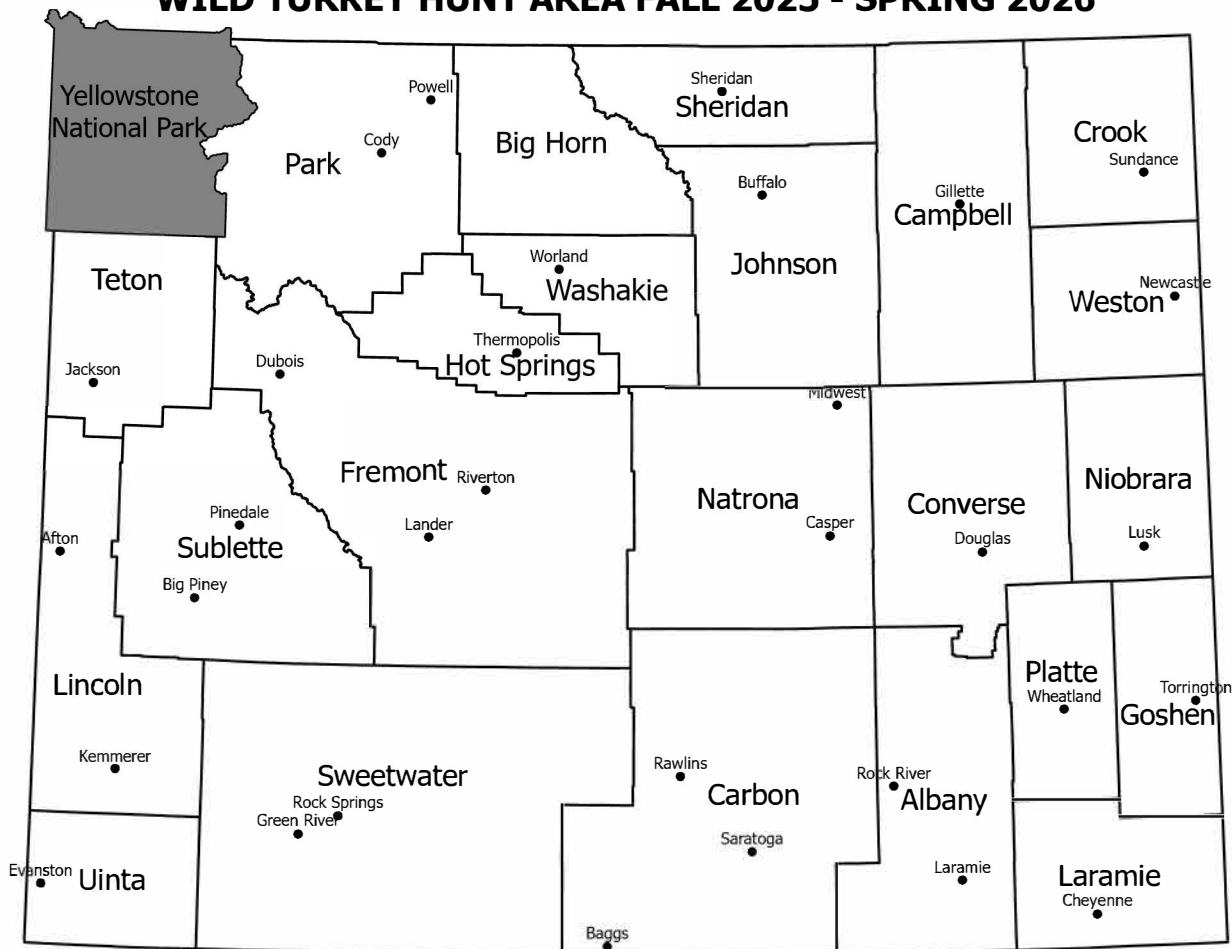 WILD TURKEY HUNT AREA FALL 2025 - SPRING 2026
Yellowstone
National Park
Park
Powell
Cody
Big Horn
Sheridan
Sheridan
Buffalo
Johnson
Gillette
Campbell
Crook
Sundance
Newcastle
Weston
Teton
Jackson
Dubois
Worland
Washakie
Thermopolis
Hot Springs
Fremont
Riverton
Lander
Midwest
Natrona
Casper
Converse
Douglas
Niobrara
Lusk
Afton
Pinedale
Sublette
Big Piney
Lincoln
Kemmerer
Evanston
Uinta
Sweetwater
Rock Springs
Green River
Rawlins
Carbon
Saratoga
Baggs
Rock River
Albany
Laramie
Platte
Wheatland
Torrington
Goshen
Laramie
Cheyenne